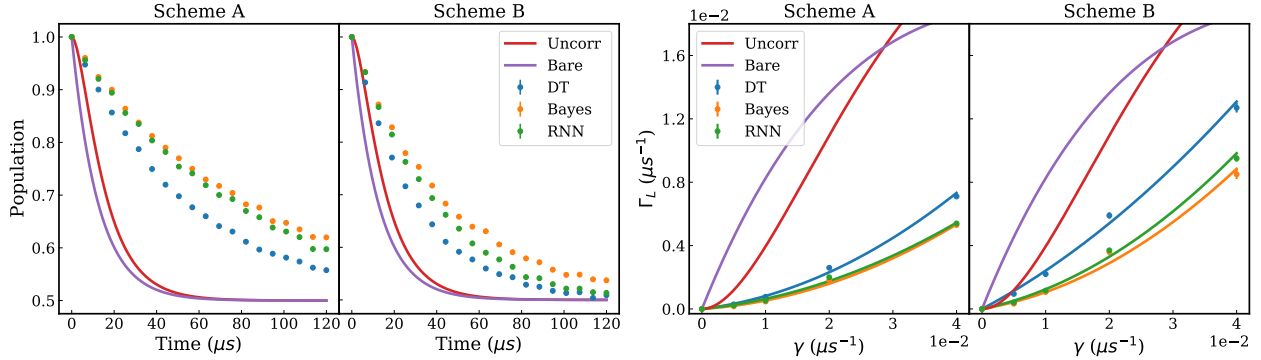 Scheme A
Scheme B
Population
1.0
0.9
0.8
0.7
0.6
0.5
0 20 40 60 80 100 120
0 20 40 60 80 100 120
Time (μs)
Time (μs)
Uncorr
Bare
DT
Bayes
RNN
1e−2
Scheme A
Scheme B
Γ_L (μs⁻¹)
1.6
1.2
0.8
0.4
0.0
Uncorr
Bare
DT
Bayes
RNN
0 1 2 3 4
0 1 2 3 4
γ (μs⁻¹)
1e−2
γ (μs⁻¹)
1e−2